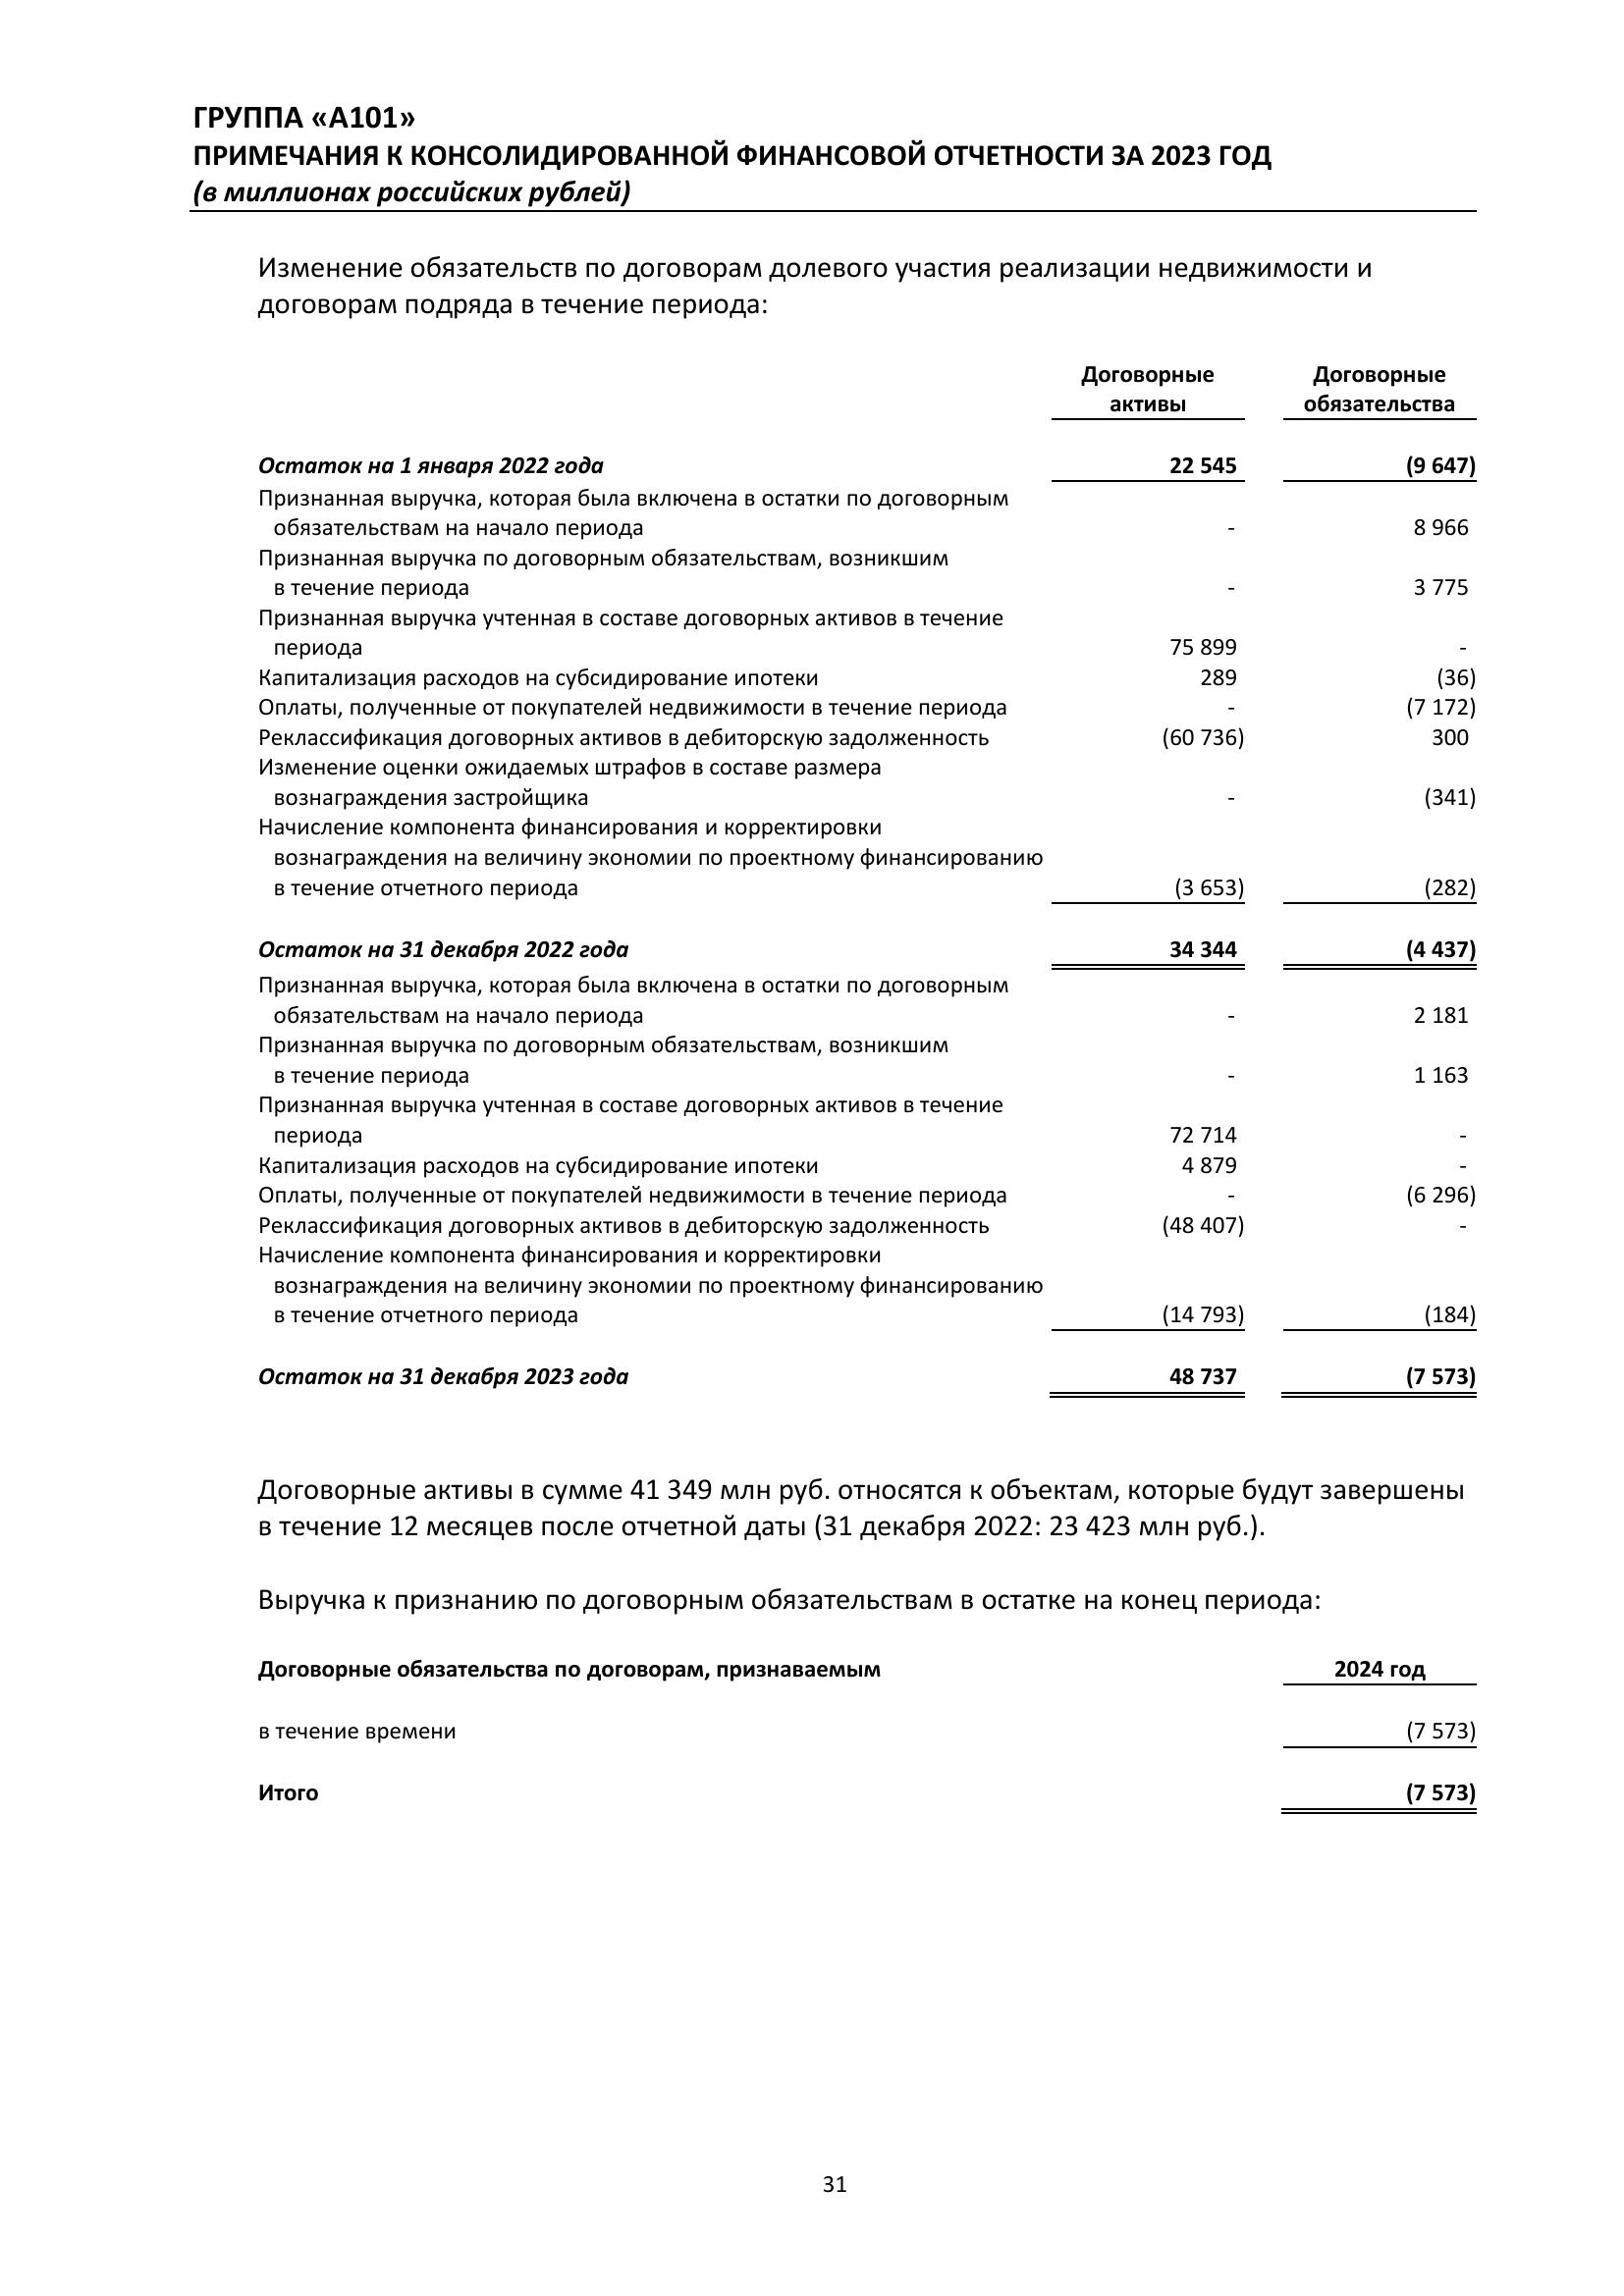 ГРУППА «А101»
ПРИМЕЧАНИЯ К КОНСОЛИДИРОВАННОЙ ФИНАНСОВОЙ ОТЧЕТНОСТИ ЗА 2023 ГОД
(в миллионах российских рублей)
Изменение обязательств по договорам долевого участия реализации недвижимости и
договорам подряда в течение периода:
Договорные Договорные
активы обязательства
Остаток на 1 января 2022 года 22 545 (9 647)
Признанная выручка, которая была включена в остатки по договорным
обязательствам на начало периода - 8 966
Признанная выручка по договорным обязательствам, возникшим
в течение периода - 3 775
Признанная выручка учтенная в составе договорных активов в течение
периода 75 899 -
Капитализация расходов на субсидирование ипотеки 289 (36)
Оплаты, полученные от покупателей недвижимости в течение периода - (7 172)
Реклассификация договорных активов в дебиторскую задолженность (60 736) 300
Изменение оценки ожидаемых штрафов в составе размера
вознаграждения застройщика - (341)
Начисление компонента финансирования и корректировки
вознаграждения на величину экономии по проектному финансированию
в течение отчетного периода (3 653) (282)
Остаток на 31 декабря 2022 года 34 344 (4 437)
Признанная выручка, которая была включена в остатки по договорным
обязательствам на начало периода - 2 181
Признанная выручка по договорным обязательствам, возникшим
в течение периода - 1 163
Признанная выручка учтенная в составе договорных активов в течение
периода 72 714 -
Капитализация расходов на субсидирование ипотеки 4 879 -
Оплаты, полученные от покупателей недвижимости в течение периода - (6 296)
Реклассификация договорных активов в дебиторскую задолженность (48 407) -
Начисление компонента финансирования и корректировки
вознаграждения на величину экономии по проектному финансированию
в течение отчетного периода (14 793) (184)
Остаток на 31 декабря 2023 года 48 737 (7 573)
Договорные активы в сумме 41 349 млн руб. относятся к объектам, которые будут завершены
в течение 12 месяцев после отчетной даты (31 декабря 2022: 23 423 млн руб.).
Выручка к признанию по договорным обязательствам в остатке на конец периода:
Договорные обязательства по договорам, признаваемым 2024 год
в течение времени (7 573)
Итого (7 573)
31